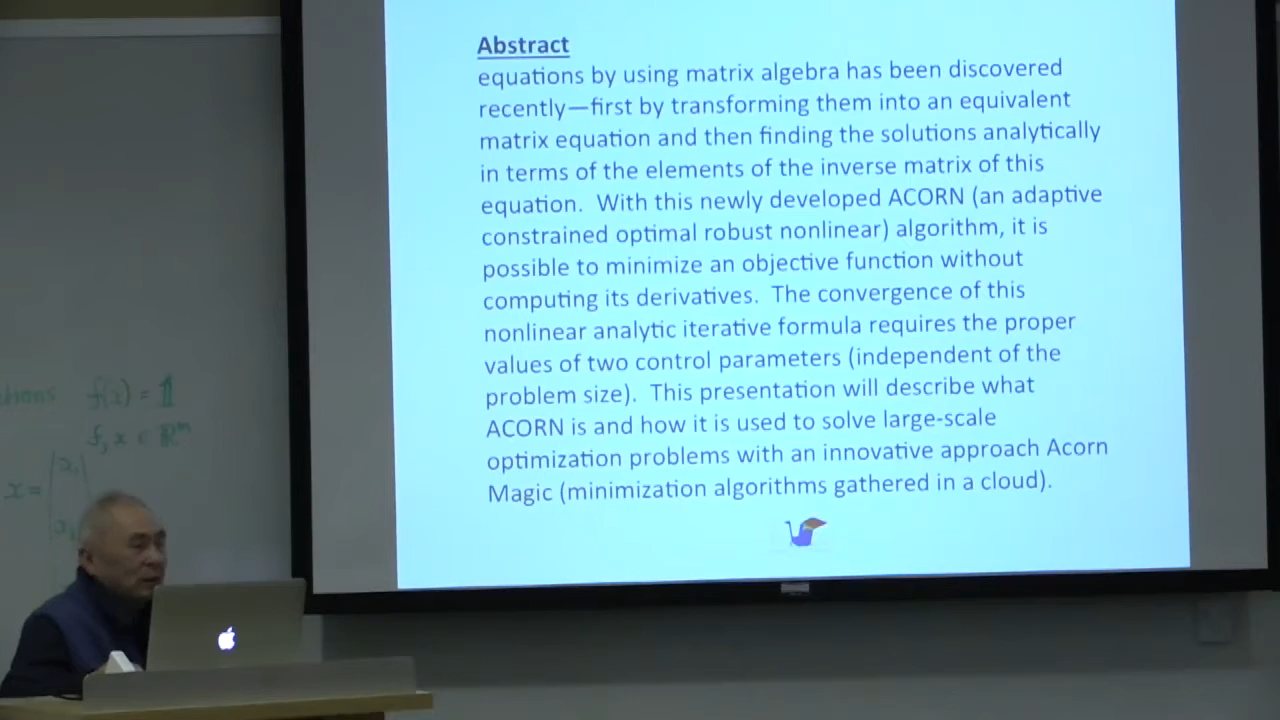 Abstract
equations by using matrix algebra has been discovered
recently—first by transforming them into an equivalent
matrix equation and then finding the solutions analytically
in terms of the elements of the inverse matrix of this
equation.  With this newly developed ACORN (an adaptive
constrained optimal robust nonlinear) algorithm, it is
possible to minimize an objective function without
computing its derivatives.  The convergence of this
nonlinear analytic iterative formula requires the proper
values of two control parameters (independent of the
problem size).  This presentation will describe what
ACORN is and how it is used to solve large-scale
optimization problems with an innovative approach Acorn
Magic (minimization algorithms gathered in a cloud).
f(x) =
f, x ∈ ℝⁿ
x =